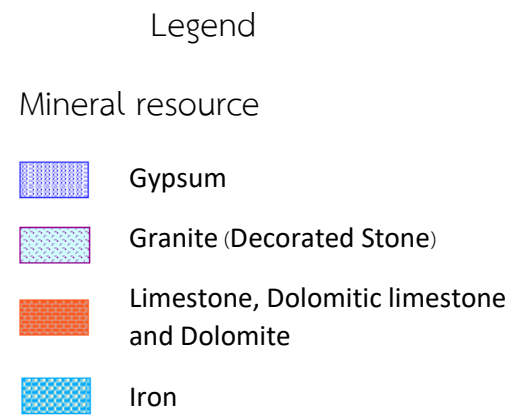 Legend
Mineral resource
Gypsum
Granite (Decorated Stone)
Limestone, Dolomitic limestone
and Dolomite
Iron